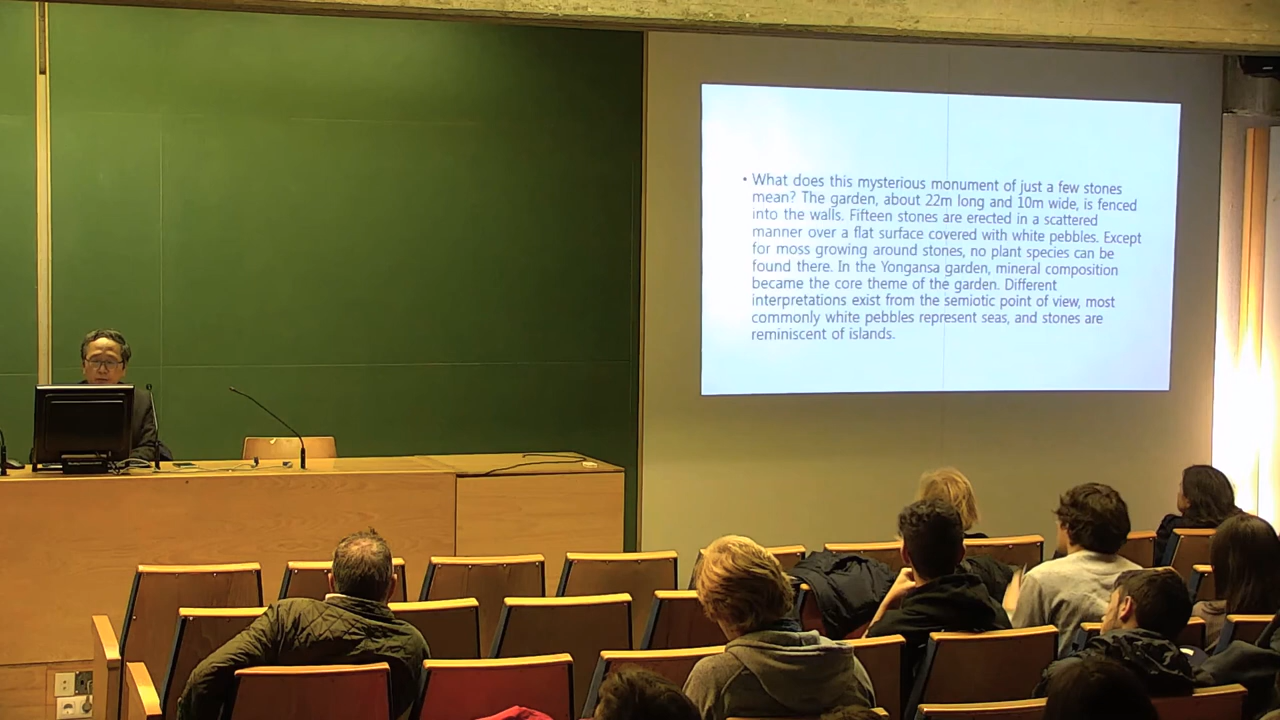 • What does this mysterious monument of just a few stones
mean? The garden, about 22m long and 10m wide, is fenced
into the walls. Fifteen stones are erected in a scattered
manner over a flat surface covered with white pebbles. Except
for moss growing around stones, no plant species can be
found there. In the Yongansa garden, mineral composition
became the core theme of the garden. Different
interpretations exist from the semiotic point of view, most
commonly white pebbles represent seas, and stones are
reminiscent of islands.